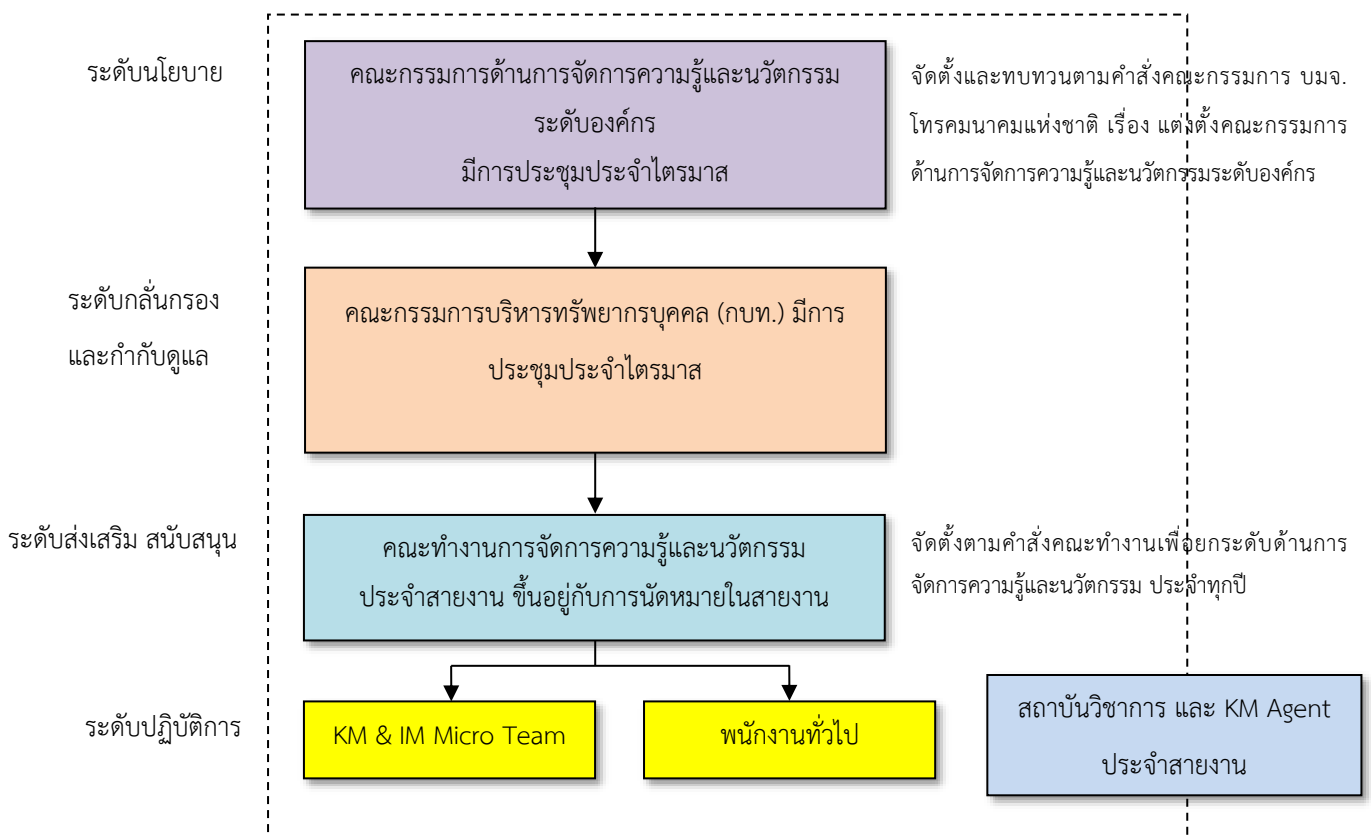 ระดับนโยบาย
คณะกรรมการด้านการจัดการความรู้และนวัตกรรม
ระดับองค์กร
มีการประชุมประจำไตรมาส
จัดตั้งและทบทวนตามคำสั่งคณะกรรมการ บมจ.
โทรคมนาคมแห่งชาติ เรื่อง แต่งตั้งคณะกรรมการ
ด้านการจัดการความรู้และนวัตกรรมระดับองค์กร
ระดับกลั่นกรอง
และกำกับดูแล
คณะกรรมการบริหารทรัพยากรบุคคล (กบท.) มีการ
ประชุมประจำไตรมาส
ระดับส่งเสริม สนับสนุน
คณะทำงานการจัดการความรู้และนวัตกรรม
ประจำสายงาน ขึ้นอยู่กับการนัดหมายในสายงาน
จัดตั้งตามคำสั่งคณะทำงานเพื่อยกระดับด้านการ
จัดการความรู้และนวัตกรรม ประจำทุกปี
ระดับปฏิบัติการ
KM & IM Micro Team
พนักงานทั่วไป
สถาบันวิชาการ และ KM Agent
ประจำสายงาน